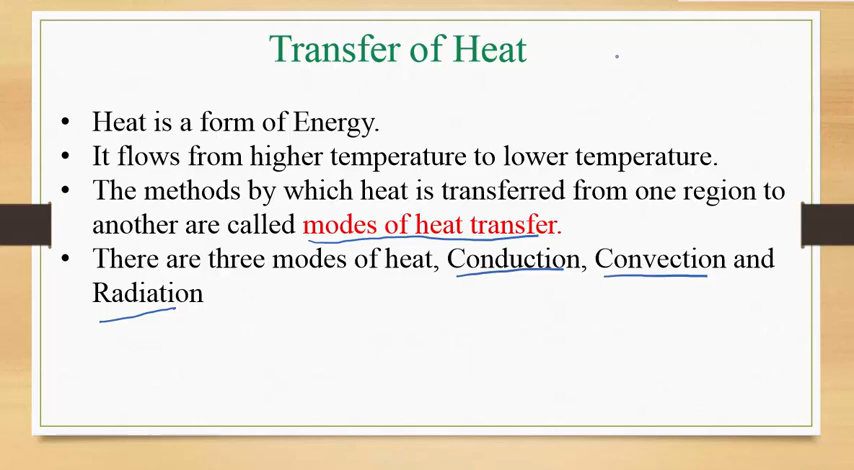 Transfer of Heat
• Heat is a form of Energy.
• It flows from higher temperature to lower temperature.
• The methods by which heat is transferred from one region to
another are called modes of heat transfer.
• There are three modes of heat, Conduction, Convection and
Radiation